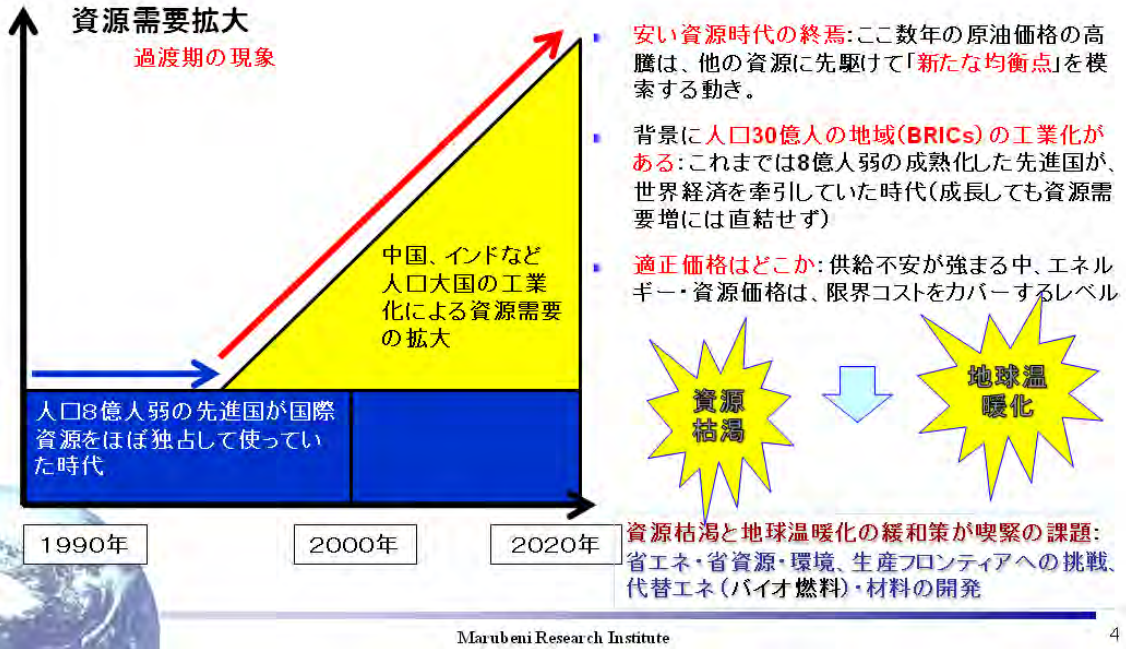 資源需要拡大
過渡期の現象
中国、インドなど
人口大国の工業
化による資源需要
の拡大
人口8億人弱の先進国が国際
資源をほぼ独占して使ってい
た時代
1990年
2000年
2020年
安い資源時代の終焉:ここ数年の原油価格の高
騰は、他の資源に先駆けて「新たな均衡点」を模
索する動き。
背景に人口30億人の地域(BRICs)の工業化が
ある:これまでは8億人弱の成熟化した先進国が、
世界経済を牽引していた時代(成長しても資源需
要増には直結せず)
適正価格はどこか:供給不安が強まる中、エネル
ギー・資源価格は、限界コストをカバーするレベル
資源
枯渇
地球温
暖化
資源枯渇と地球温暖化の緩和策が喫緊の課題:
省エネ・省資源・環境、生産フロンティアへの挑戦、
代替エネ(バイオ燃料)・材料の開発
Marubeni Research Institute
4